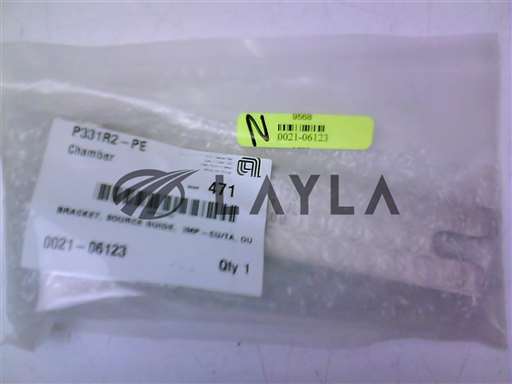 9568
N
0021-06123
P331R2-PE
Chamber
471
LAYLA
BRACKET, SOURCE GUIDE, IMP-CU/TA, DU
0021-06123
Qty 1